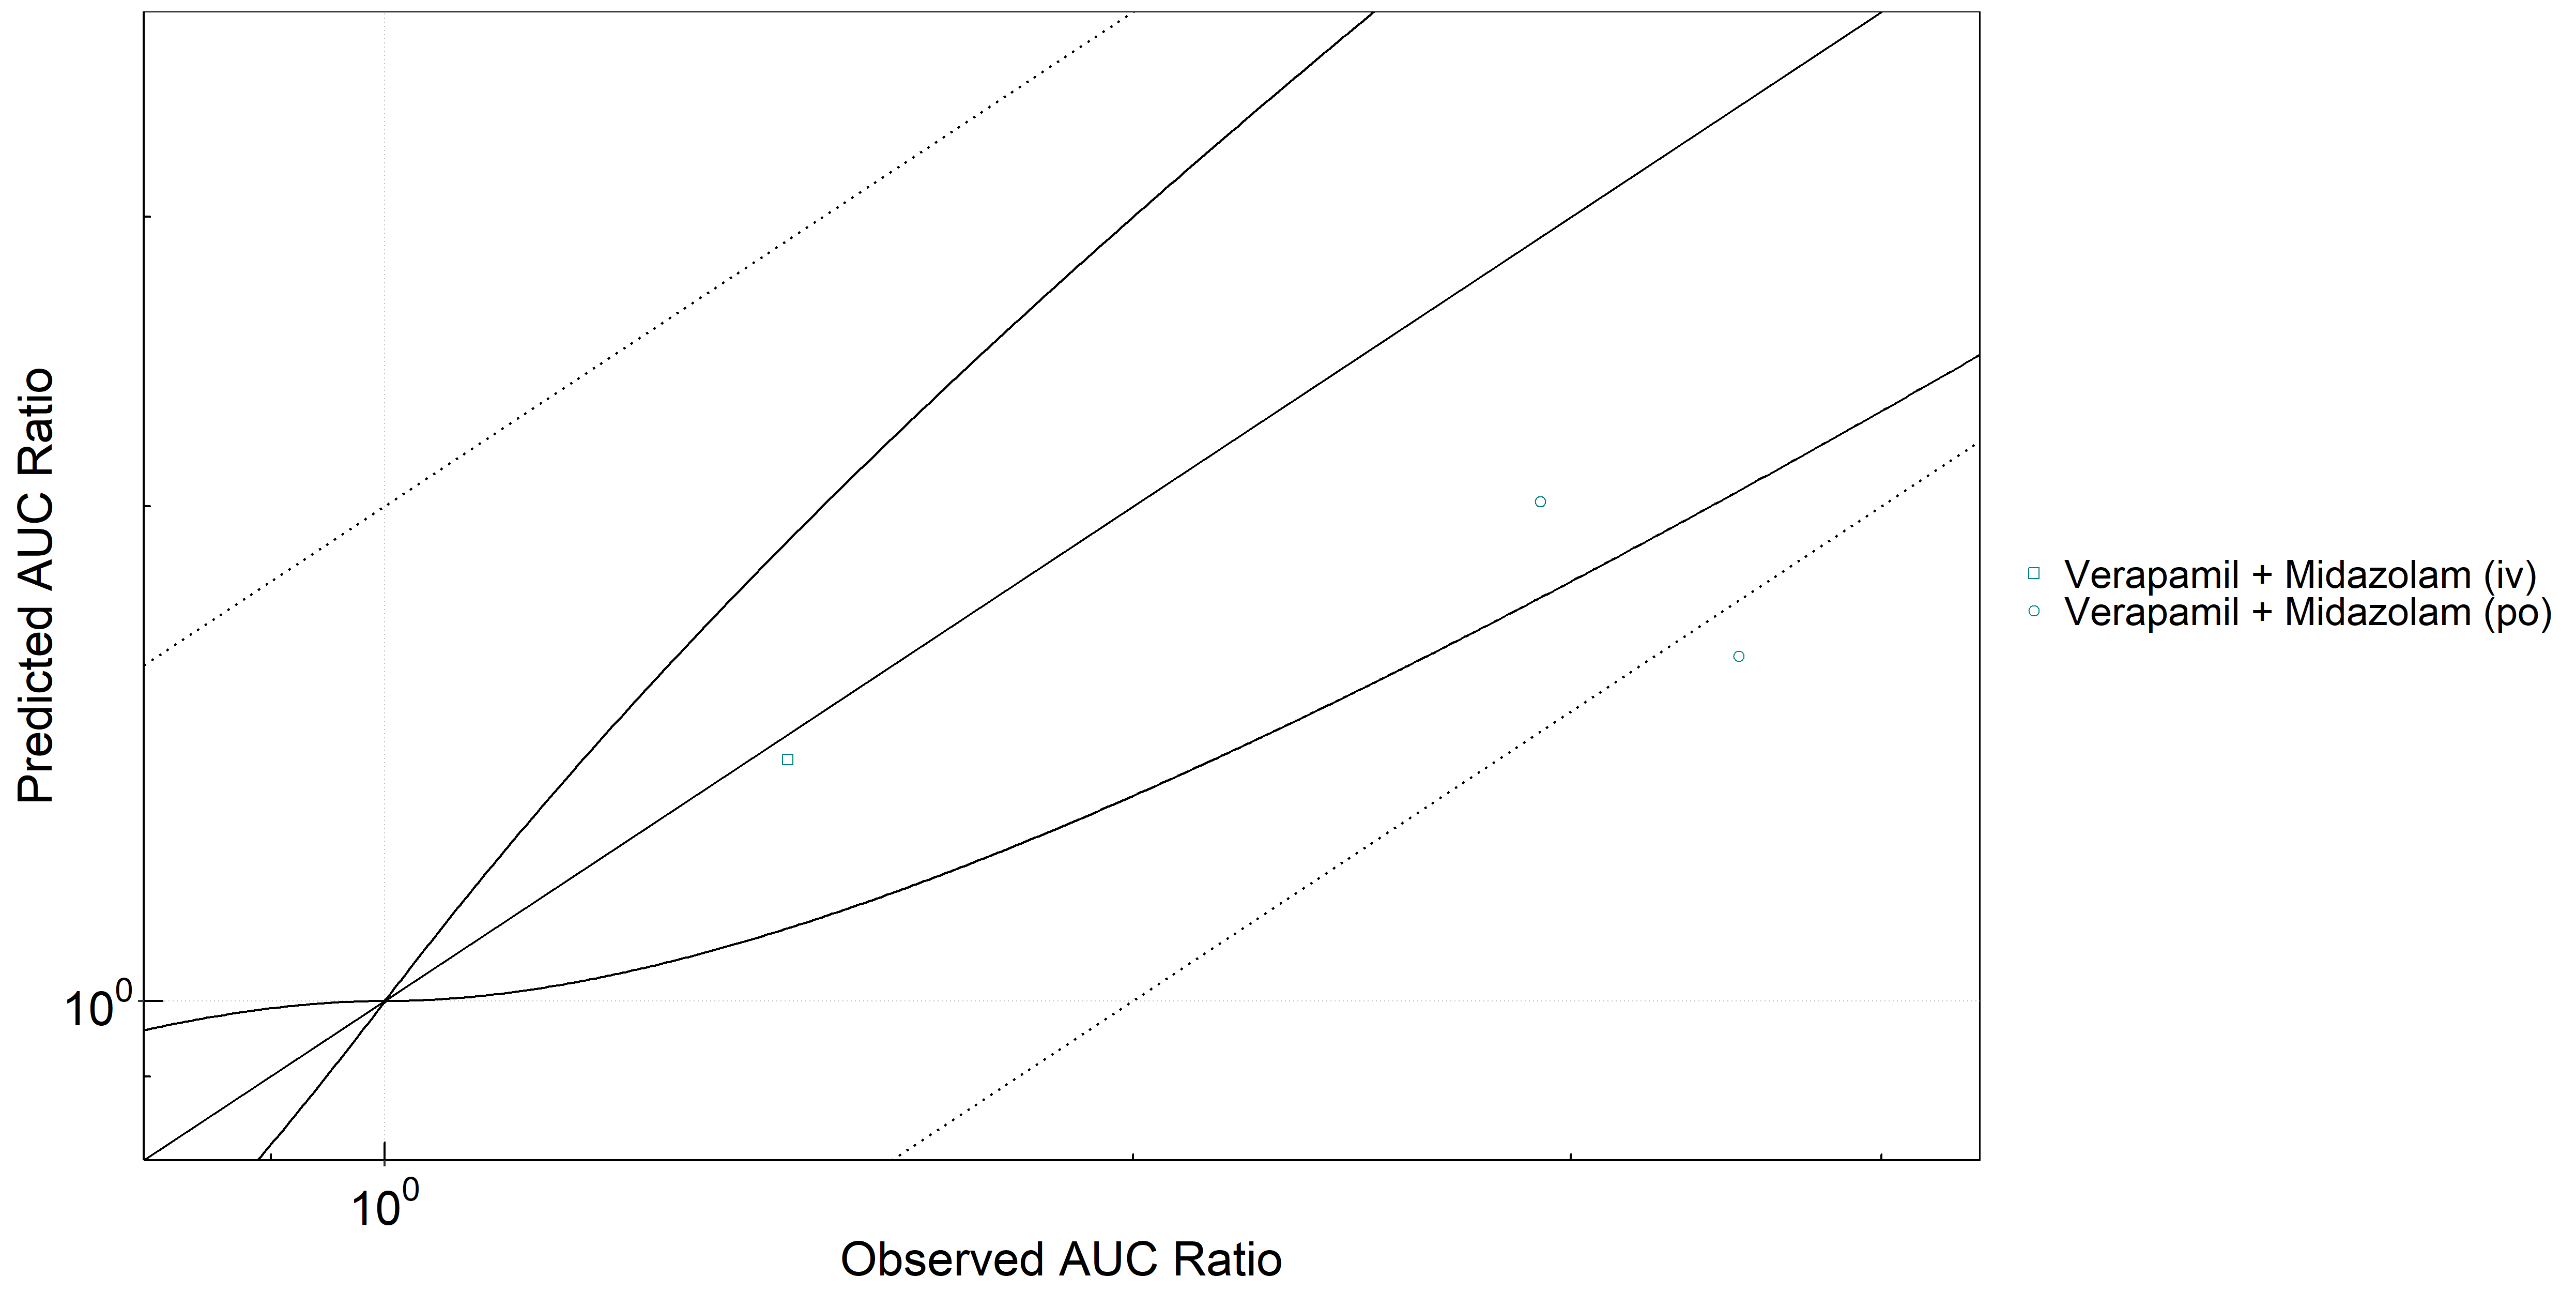 Predicted AUC Ratio
10⁰
10⁰
Observed AUC Ratio
Verapamil + Midazolam (iv)
Verapamil + Midazolam (po)